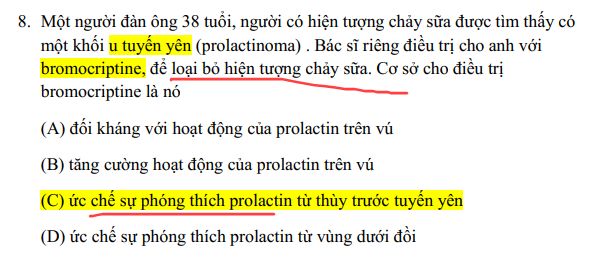 8. Một người đàn ông 38 tuổi, người có hiện tượng chảy sữa được tìm thấy có
một khối u tuyến yên (prolactinoma) . Bác sĩ riêng điều trị cho anh với
bromocriptine, để loại bỏ hiện tượng chảy sữa. Cơ sở cho điều trị
bromocriptine là nó
(A) đối kháng với hoạt động của prolactin trên vú
(B) tăng cường hoạt động của prolactin trên vú
(C) ức chế sự phóng thích prolactin từ thùy trước tuyến yên
(D) ức chế sự phóng thích prolactin từ vùng dưới đồi